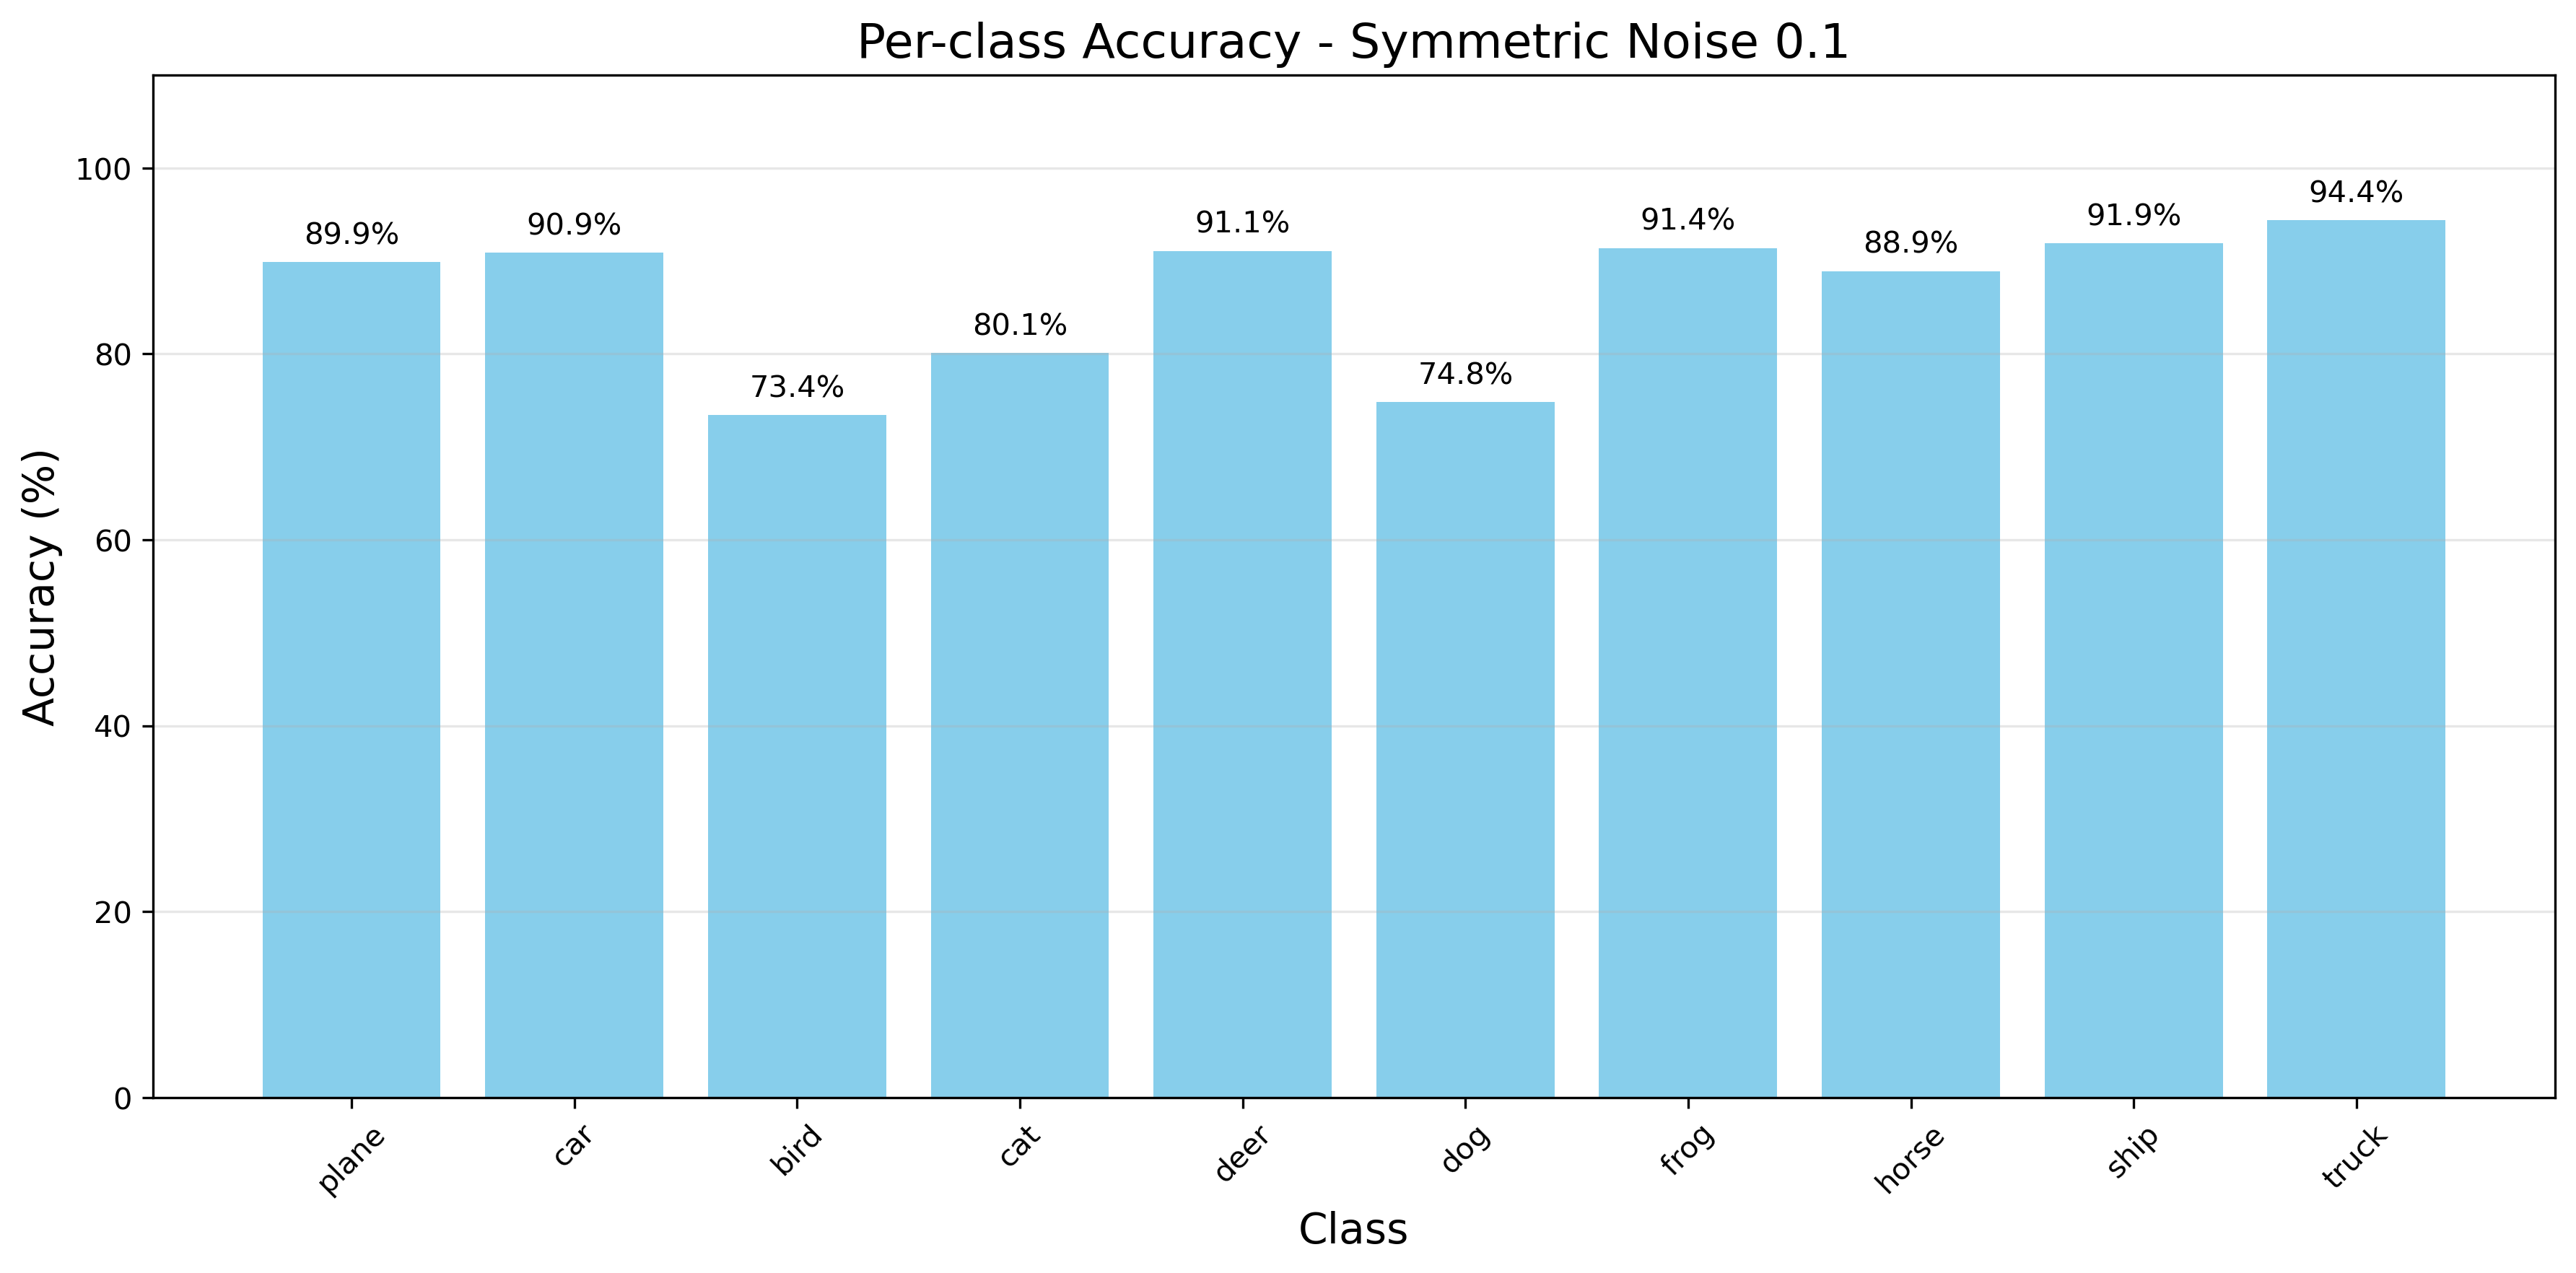 Per-class Accuracy - Symmetric Noise 0.1
Accuracy (%)
100
80
60
40
20
0
89.9%
90.9%
73.4%
80.1%
91.1%
74.8%
91.4%
88.9%
91.9%
94.4%
plane
car
bird
cat
deer
dog
frog
horse
ship
truck
Class